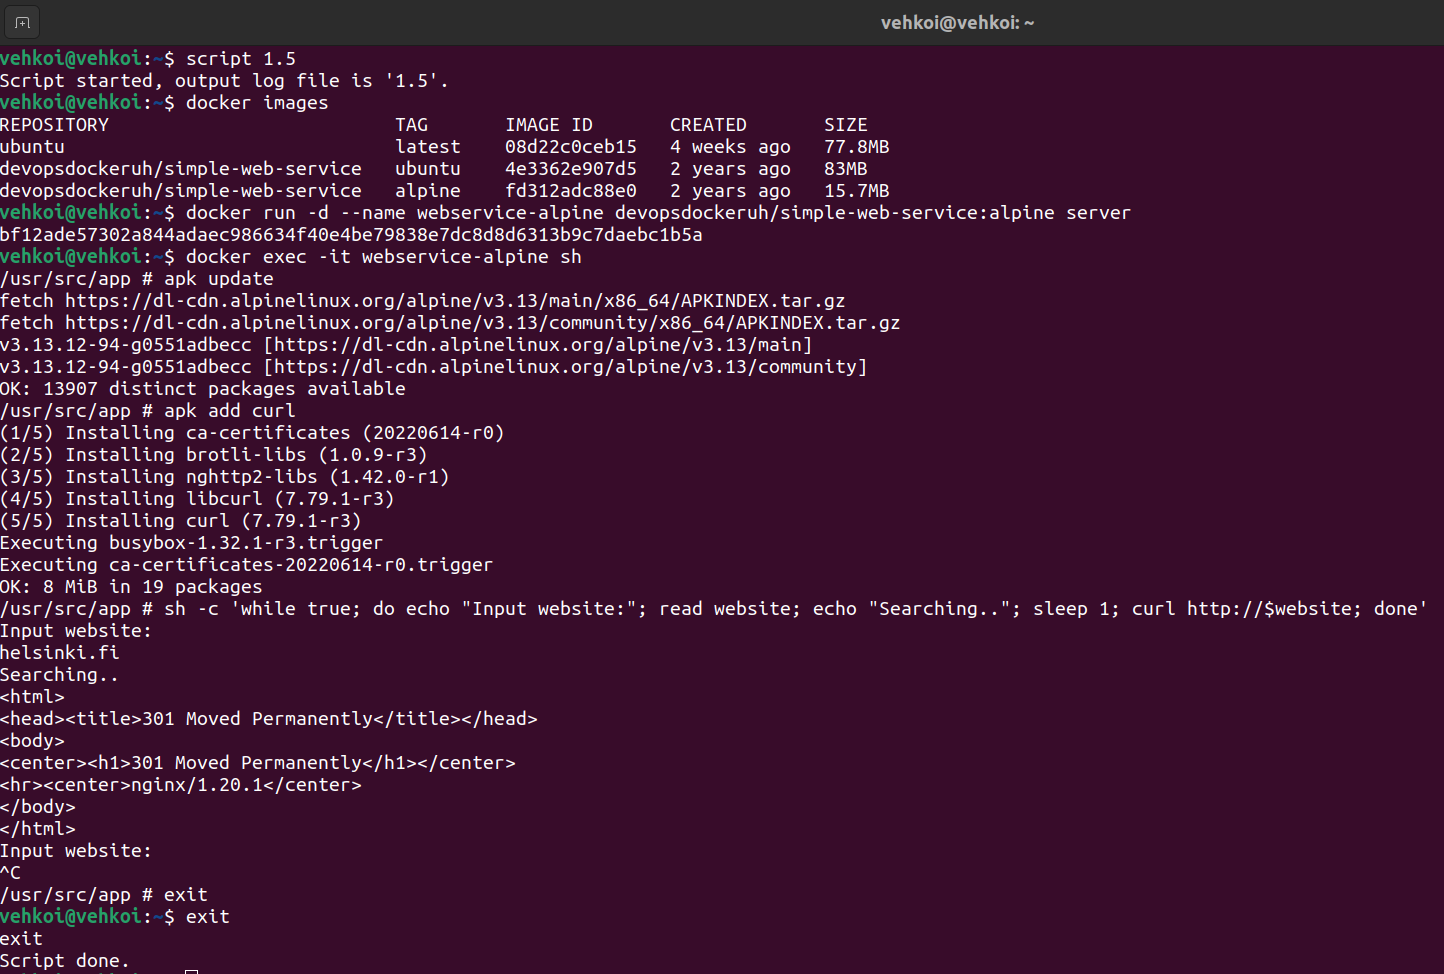 vehkoi@vehkoi: ~
vehkoi@vehkoi:~$ script 1.5
Script started, output log file is '1.5'.
vehkoi@vehkoi:~$ docker images
REPOSITORY                          TAG       IMAGE ID       CREATED       SIZE
ubuntu                              latest    08d22c0ceb15   4 weeks ago   77.8MB
devopsdockeruh/simple-web-service   ubuntu    4e3362e907d5   2 years ago   83MB
devopsdockeruh/simple-web-service   alpine    fd312adc88e0   2 years ago   15.7MB
vehkoi@vehkoi:~$ docker run -d --name webservice-alpine devopsdockeruh/simple-web-service:alpine server
bf12ade57302a844adaec986634f40e4be79838e7dc8d8d6313b9c7daebc1b5a
vehkoi@vehkoi:~$ docker exec -it webservice-alpine sh
/usr/src/app # apk update
fetch https://dl-cdn.alpinelinux.org/alpine/v3.13/main/x86_64/APKINDEX.tar.gz
fetch https://dl-cdn.alpinelinux.org/alpine/v3.13/community/x86_64/APKINDEX.tar.gz
v3.13.12-94-g0551adbecc [https://dl-cdn.alpinelinux.org/alpine/v3.13/main]
v3.13.12-94-g0551adbecc [https://dl-cdn.alpinelinux.org/alpine/v3.13/community]
OK: 13907 distinct packages available
/usr/src/app # apk add curl
(1/5) Installing ca-certificates (20220614-r0)
(2/5) Installing brotli-libs (1.0.9-r3)
(3/5) Installing nghttp2-libs (1.42.0-r1)
(4/5) Installing libcurl (7.79.1-r3)
(5/5) Installing curl (7.79.1-r3)
Executing busybox-1.32.1-r3.trigger
Executing ca-certificates-20220614-r0.trigger
OK: 8 MiB in 19 packages
/usr/src/app # sh -c 'while true; do echo "Input website:"; read website; echo "Searching.."; sleep 1; curl http://$website; done'
Input website:
helsinki.fi
Searching..
<html>
<head><title>301 Moved Permanently</title></head>
<body>
<center><h1>301 Moved Permanently</h1></center>
<hr><center>nginx/1.20.1</center>
</body>
</html>
Input website:
^C
/usr/src/app # exit
vehkoi@vehkoi:~$ exit
exit
Script done.